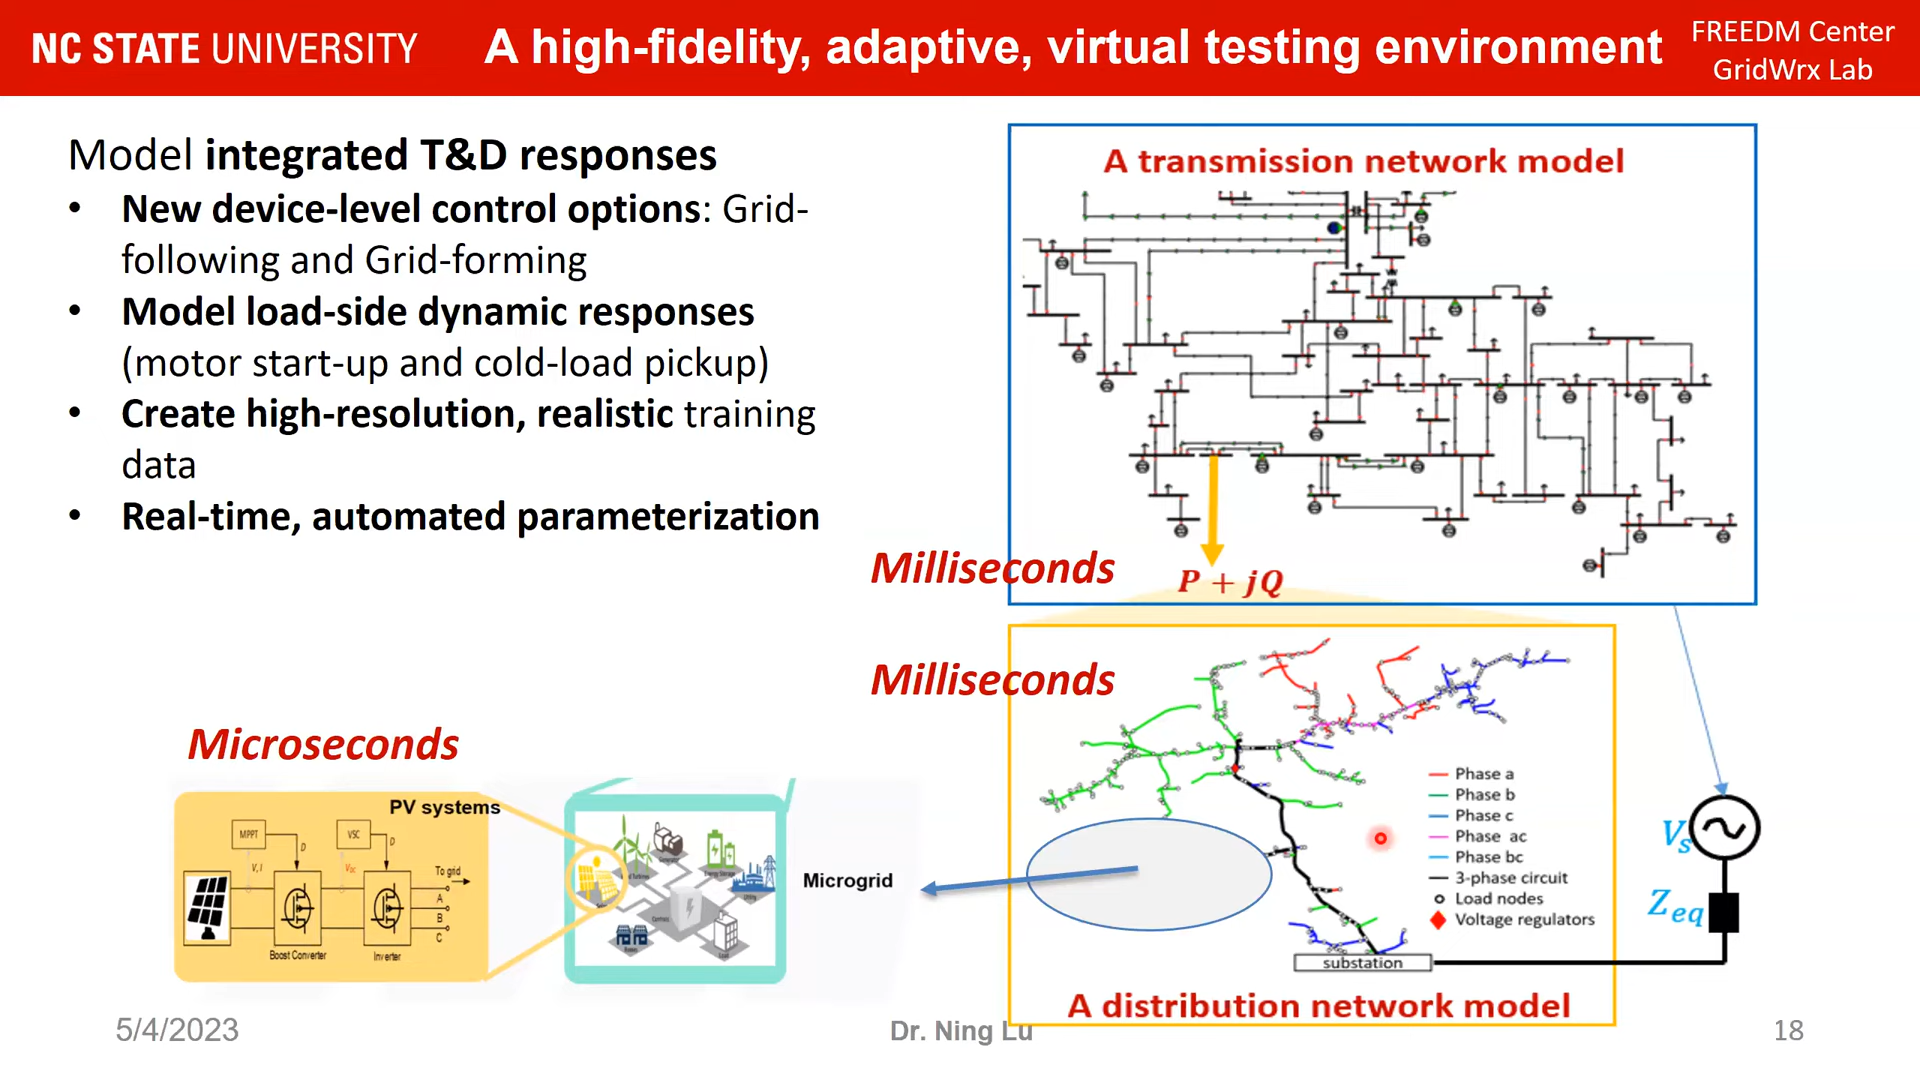 NC STATE UNIVERSITY
A high-fidelity, adaptive, virtual testing environment
FREEDM Center
GridWrx Lab
Model integrated T&D responses
• New device-level control options: Grid-
following and Grid-forming
• Model load-side dynamic responses
(motor start-up and cold-load pickup)
• Create high-resolution, realistic training
data
• Real-time, automated parameterization
A transmission network model
Milliseconds
P + jQ
Milliseconds
Phase a
Phase b
Phase c
Phase ac
Phase bc
3-phase circuit
Load nodes
Voltage regulators
substation
A distribution network model
Vs
Zeq
Microseconds
PV systems
MPPT
VSC
D
D
V, I
To grid
A
B
C
Boost Converter
Inverter
Microgrid
5/4/2023
Dr. Ning Lu
18